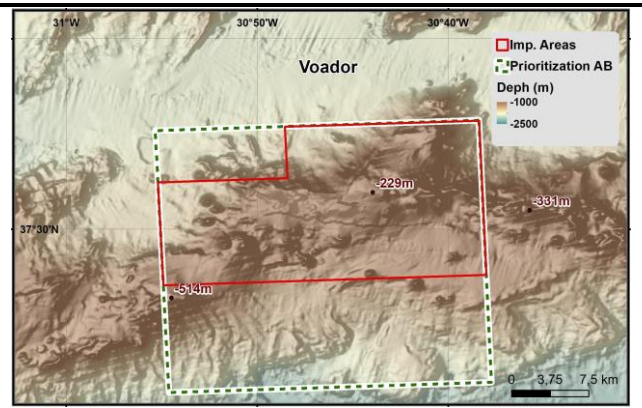 31°W
30°50'W
30°40'W
Voador
Imp. Areas
Prioritization AB
Deph (m)
-1000
-2500
-229m
-331m
37°30'N
-514m
0 3,75 7,5 km